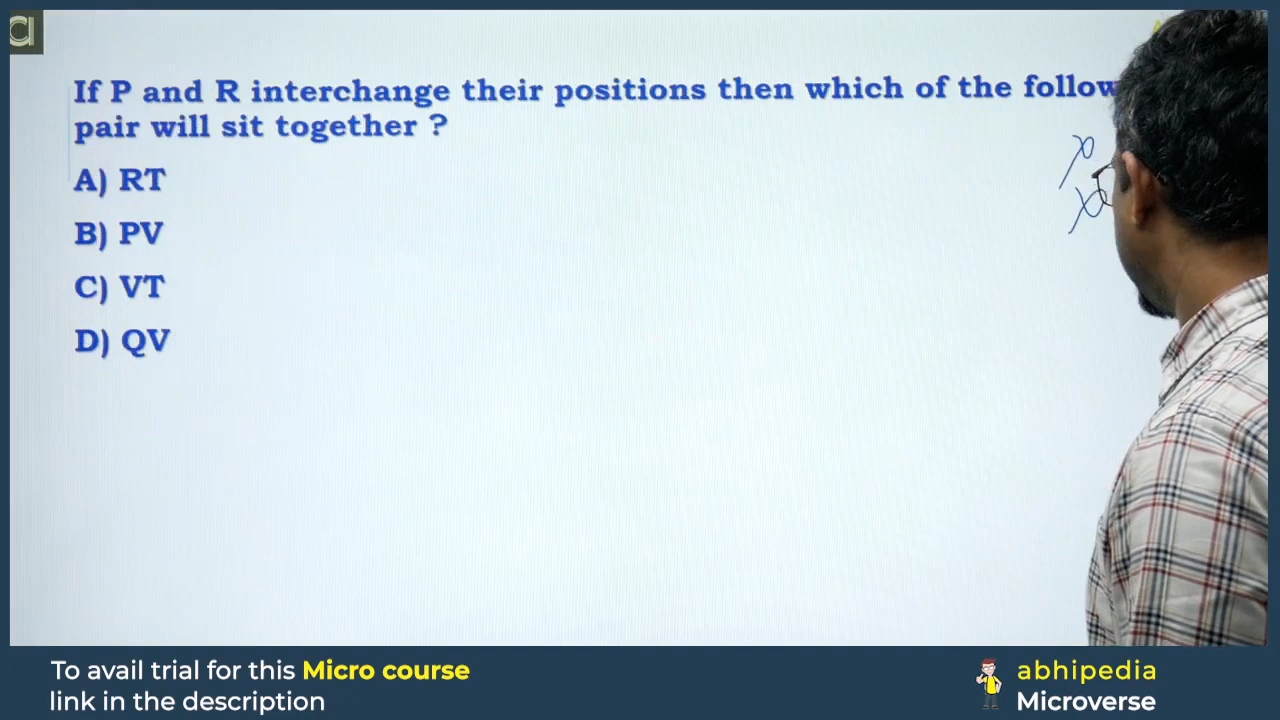 If P and R interchange their positions then which of the follow
pair will sit together ?
A) RT
B) PV
C) VT
D) QV
To avail trial for this Micro course
link in the description
abhipedia
Microverse